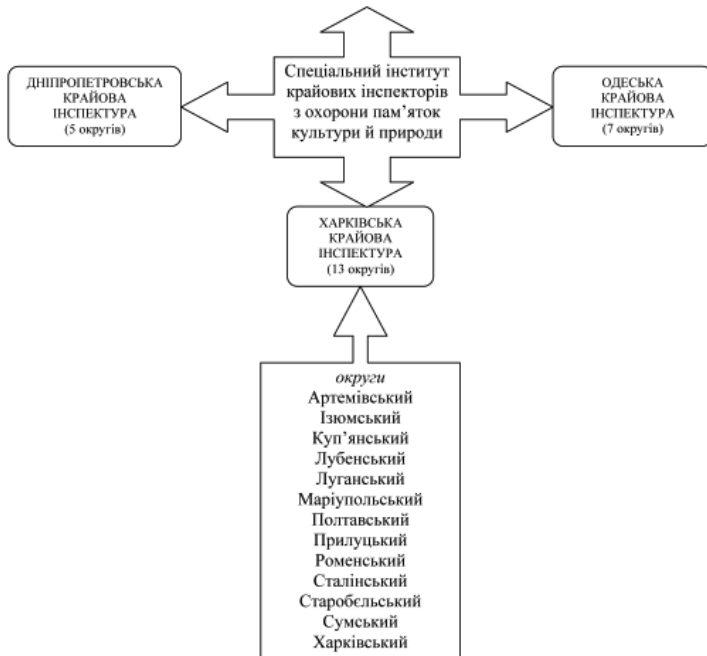 Спеціальний інститут
крайових інспекторів
з охорони пам’яток
культури й природи
ДНІПРОПЕТРОВСЬКА
КРАЙОВА
ІНСПЕКТУРА
(5 округів)
ОДЕСЬКА
КРАЙОВА
ІНСПЕКТУРА
(7 округів)
ХАРКІВСЬКА
КРАЙОВА
ІНСПЕКТУРА
(13 округів)
округи
Артемівський
Ізюмський
Куп’янський
Лубенський
Луганський
Маріупольський
Полтавський
Прилуцький
Роменський
Сталінський
Старобєльський
Сумський
Харківський